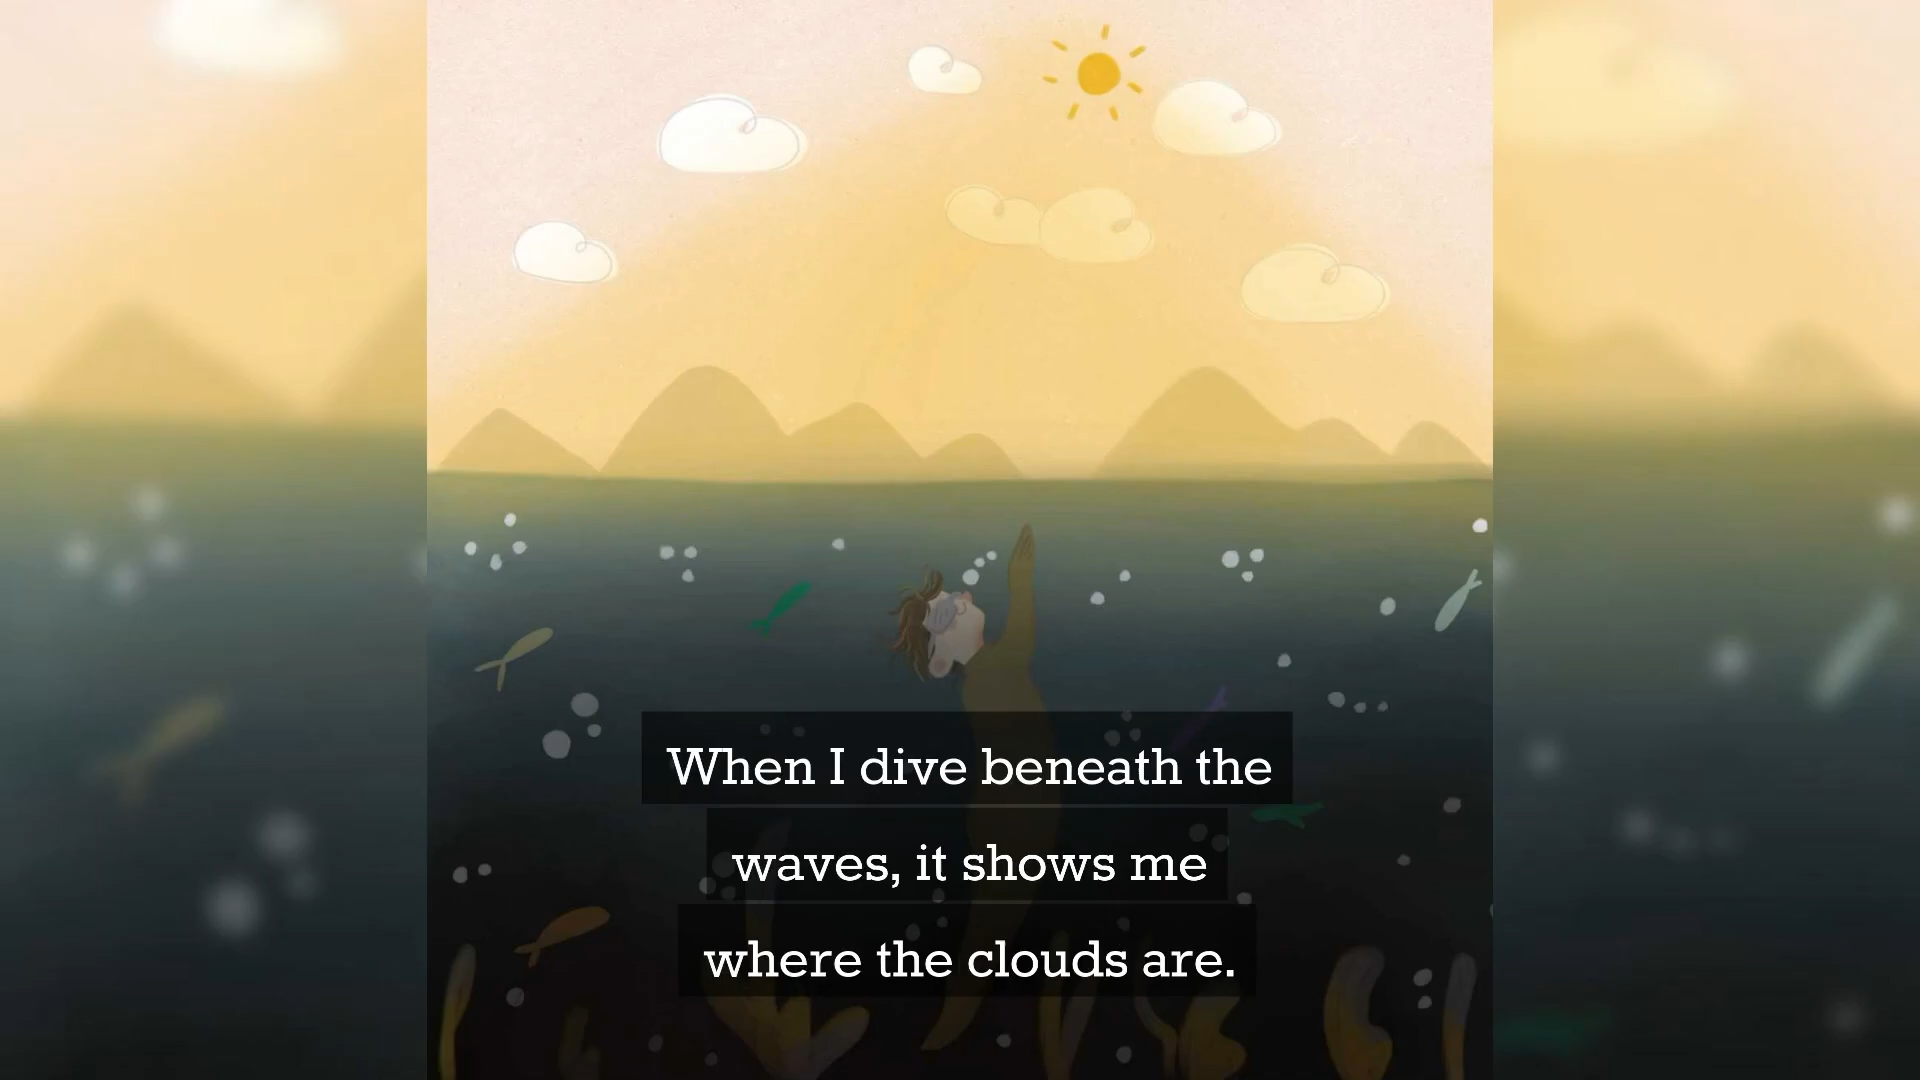 When I dive beneath the
waves, it shows me
where the clouds are.